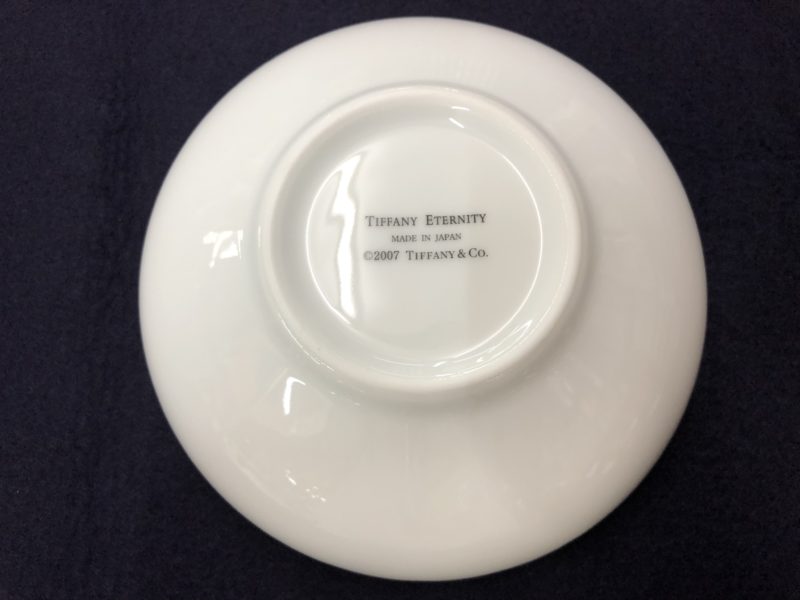 TIFFANY ETERNITY
MADE IN JAPAN
©2007 TIFFANY & CO.